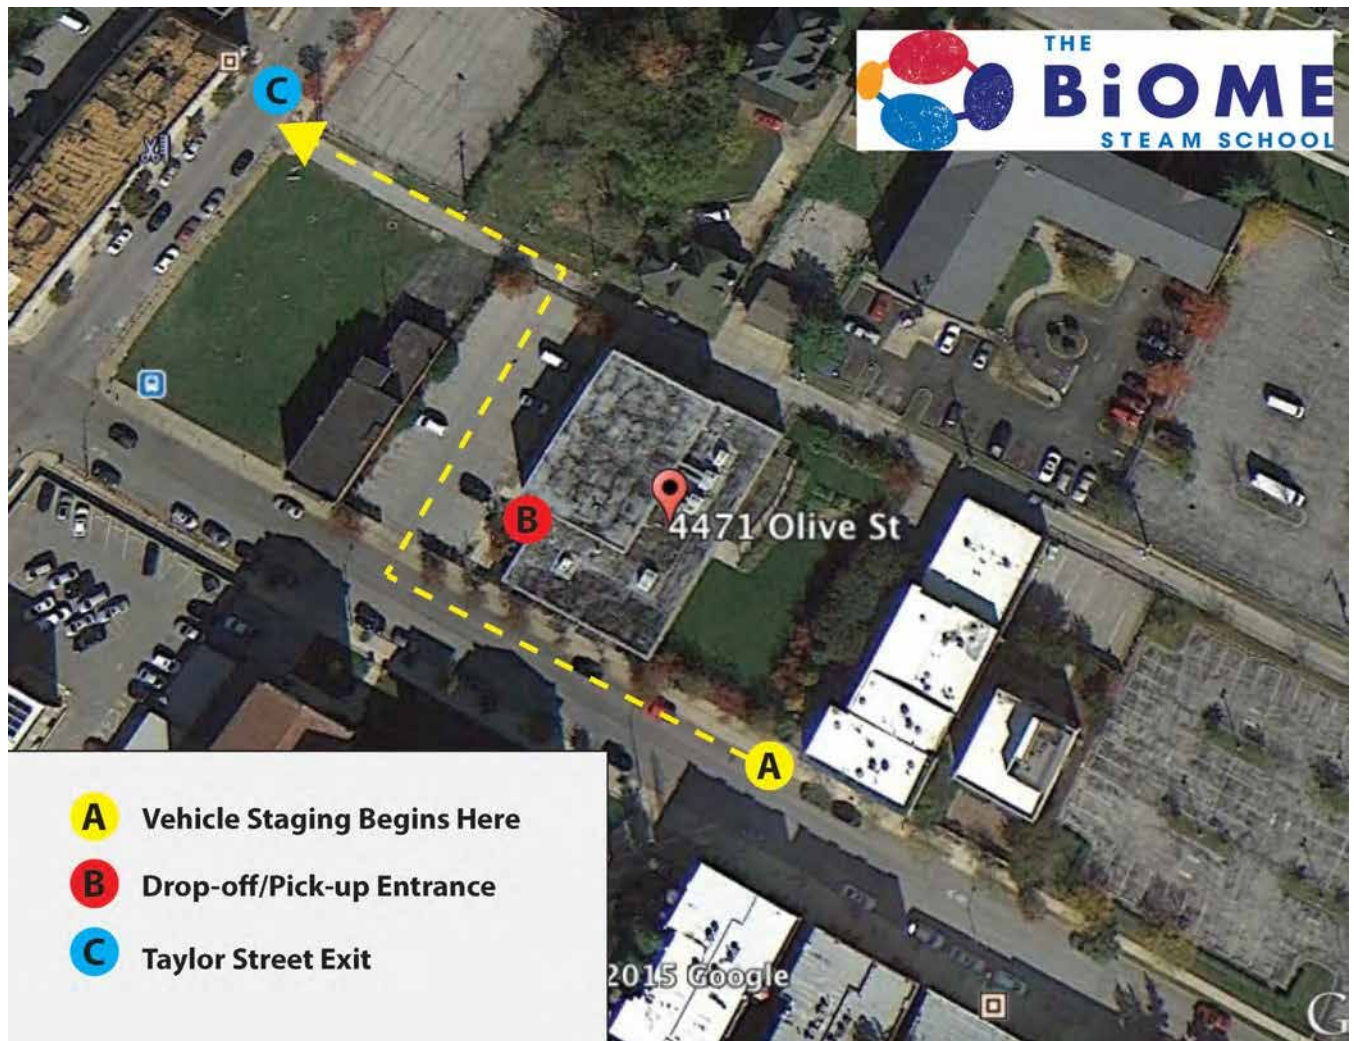 C
THE
BiOME
STEAM SCHOOL
B
4471 Olive St
A
A Vehicle Staging Begins Here
B Drop-off/Pick-up Entrance
C Taylor Street Exit
2015 Google
G